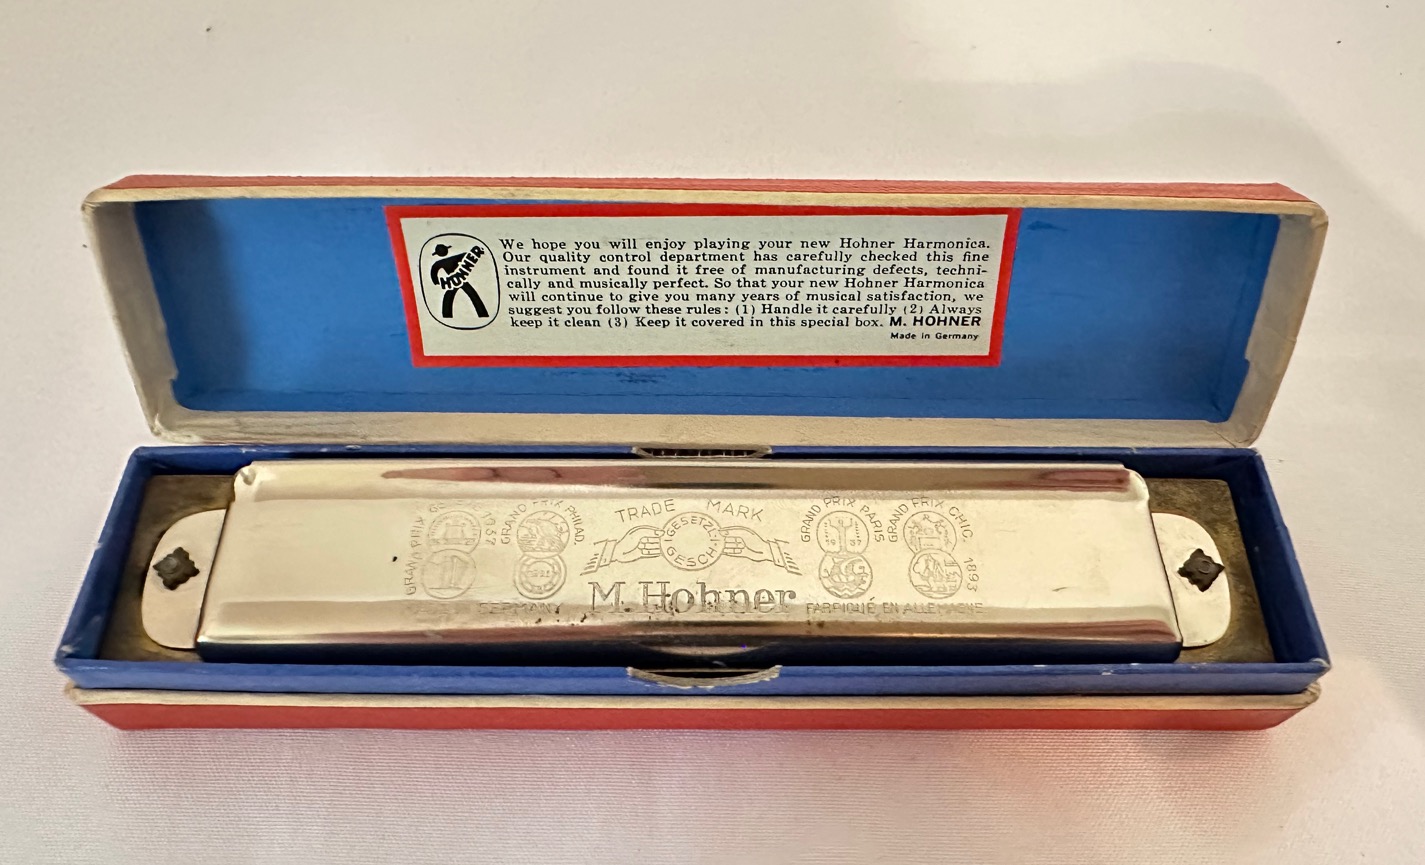 HOHNER
We hope you will enjoy playing your new Hohner Harmonica.
Our quality control department has carefully checked this fine
instrument and found it free of manufacturing defects, techni-
cally and musically perfect. So that your new Hohner Harmonica
will continue to give you many years of musical satisfaction, we
suggest you follow these rules: (1) Handle it carefully (2) Always
keep it clean (3) Keep it covered in this special box. M. HOHNER
Made in Germany
GRAND PRIX
1937
GRAND PRIX PHILAD.
TRADE MARK
GESETZL.
GESCH.
GRAND PRIX PARIS
19 37
GRAND PRIX CHIC. 1893
M. Hohner
GERMANY
FABRIQUÉ EN ALLEMAGNE